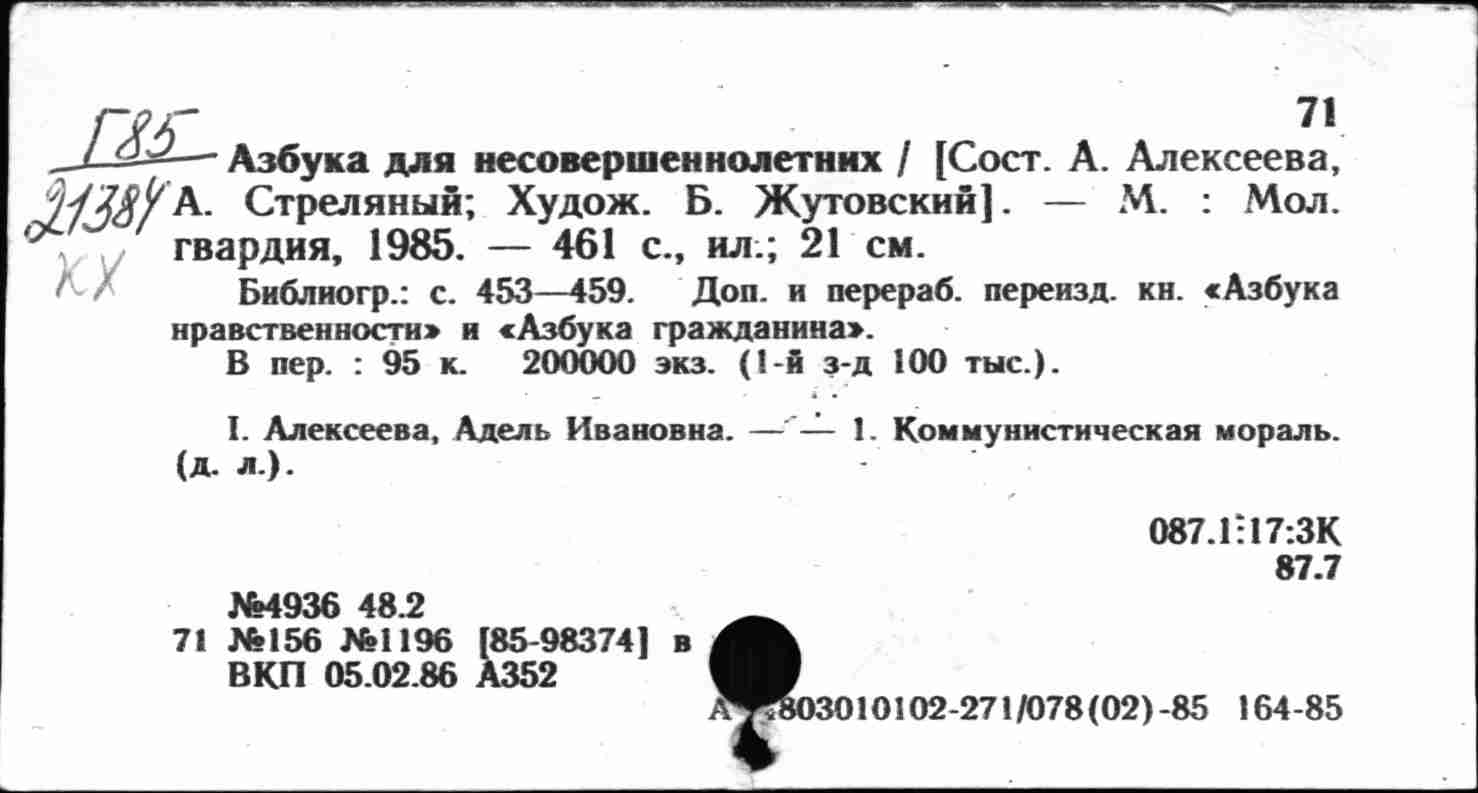 71
Г85
Азбука для несовершеннолетних / [Сост. А. Алексеева,
21384
А. Стреляный; Худож. Б. Жутовский]. — М. : Мол.
гвардия, 1985. — 461 с., ил.; 21 см.
КХ
Библиогр.: с. 453—459. Доп. и перераб. переизд. кн. «Азбука
нравственности» и «Азбука гражданина».
В пер. : 95 к. 200000 экз. (1-й з-д 100 тыс.).
I. Алексеева, Адель Ивановна. — — 1. Коммунистическая мораль.
(д. л.).
087.1:17:3К
87.7
№4936 48.2
71 №156 №1196 [85-98374] в
ВКП 05.02.86 А352
А 803010102-271/078(02)-85 164-85